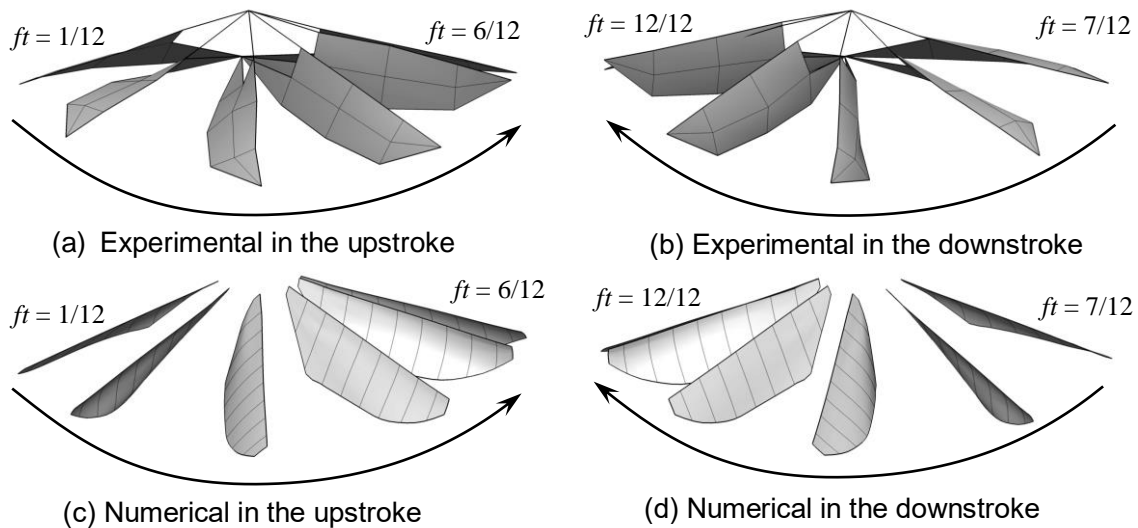 ft = 1/12
ft = 6/12
ft = 12/12
ft = 7/12
(a) Experimental in the upstroke
(b) Experimental in the downstroke
ft = 1/12
ft = 6/12
ft = 12/12
ft = 7/12
(c) Numerical in the upstroke
(d) Numerical in the downstroke